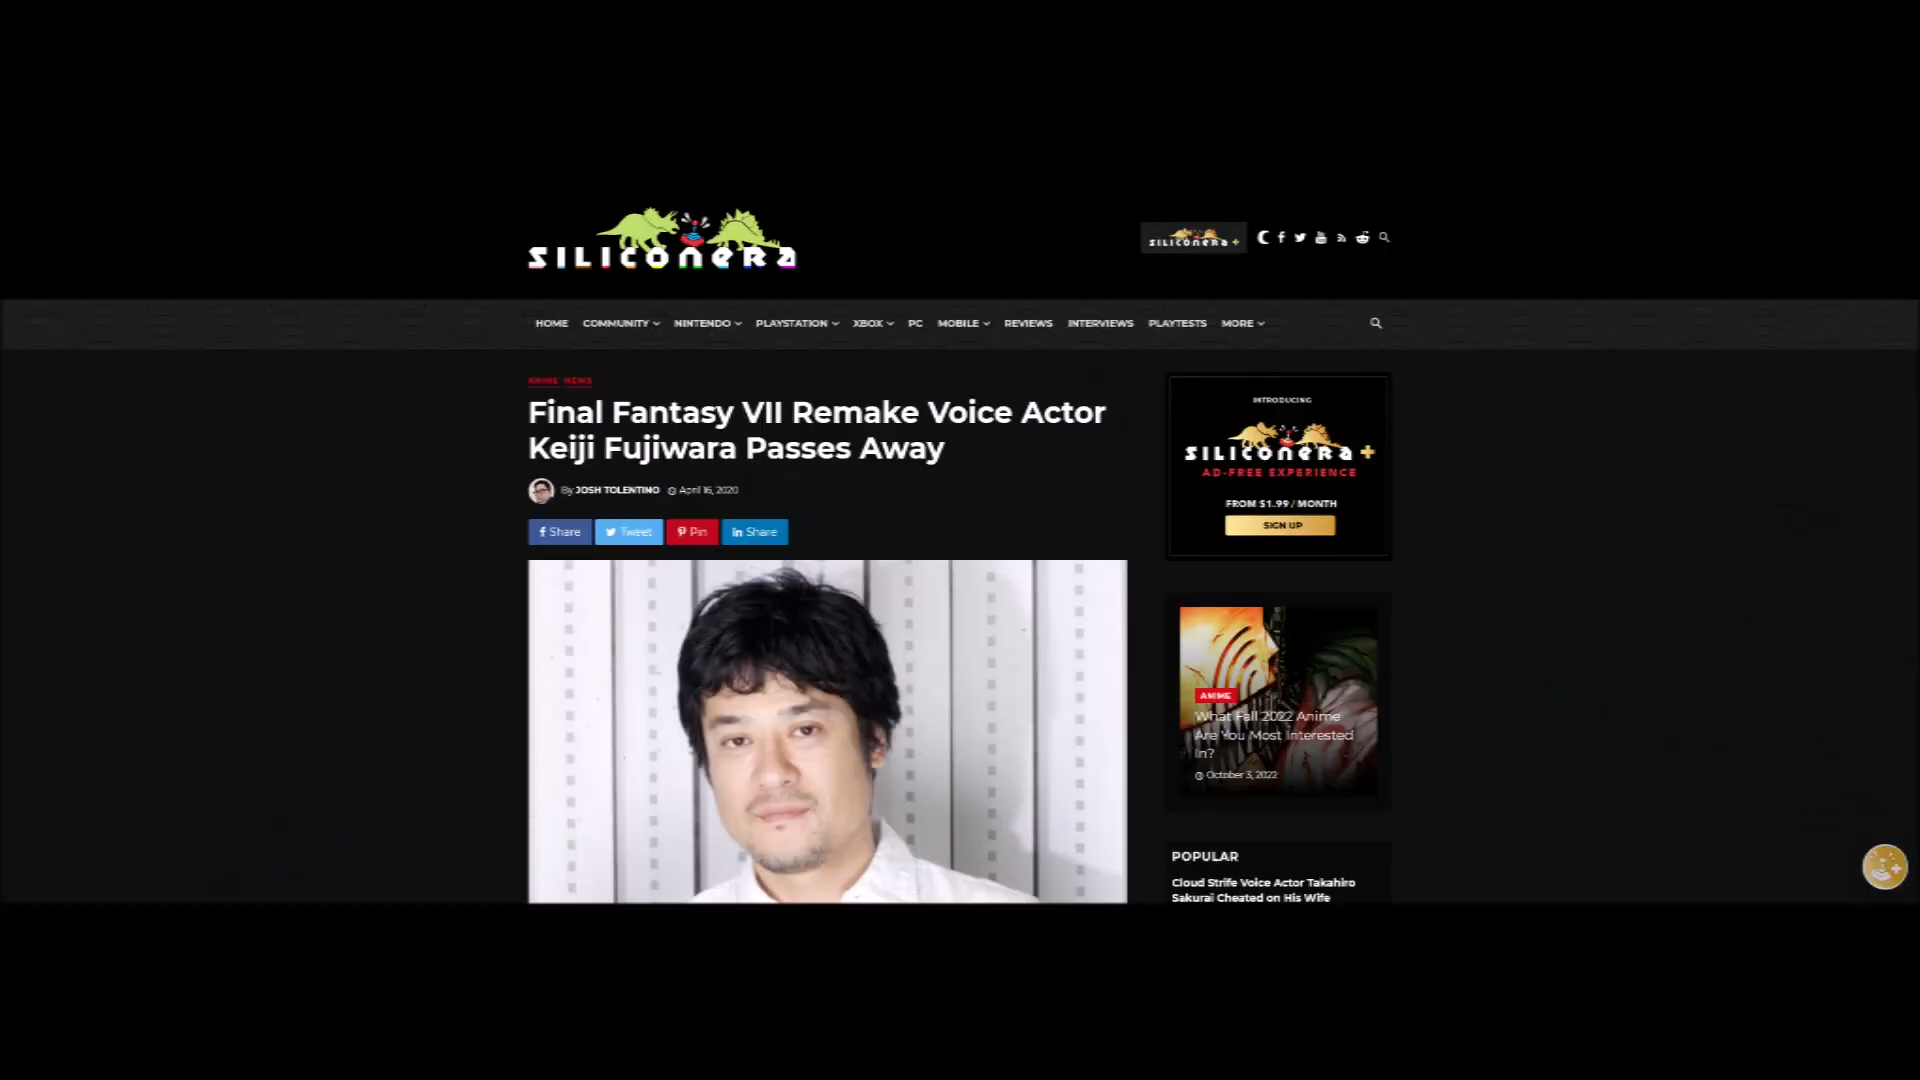 SILICONERA
SILICONERA +
HOME COMMUNITY NINTENDO PLAYSTATION XBOX PC MOBILE REVIEWS INTERVIEWS PLAYTESTS MORE
ANIME NEWS
Final Fantasy VII Remake Voice Actor
Keiji Fujiwara Passes Away
By JOSH TOLENTINO April 16, 2020
Share Tweet Pin Share
INTRODUCING
SILICONERA +
AD-FREE EXPERIENCE
FROM $1.99 / MONTH
SIGN UP
ANIME
What Fall 2022 Anime
Are You Most Interested
In?
October 3, 2022
POPULAR
Cloud Strife Voice Actor Takahiro
Sakurai Cheated on His Wife